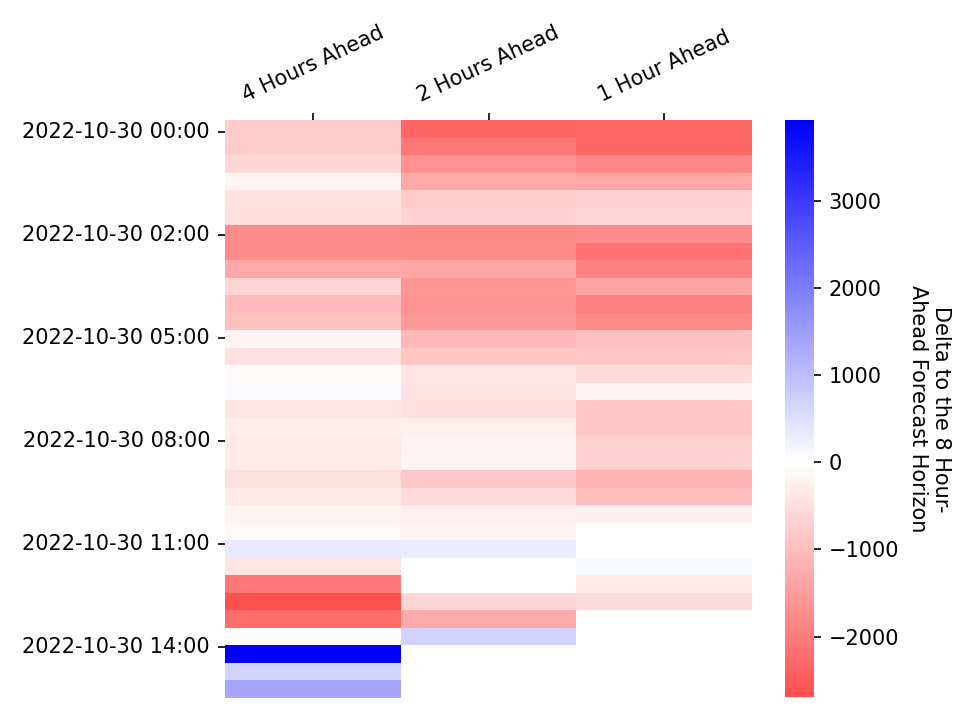 4 Hours Ahead
2 Hours Ahead
1 Hour Ahead
2022-10-30 00:00
2022-10-30 02:00
2022-10-30 05:00
2022-10-30 08:00
2022-10-30 11:00
2022-10-30 14:00
3000
2000
1000
0
−1000
−2000
Delta to the 8 Hour-
Ahead Forecast Horizon